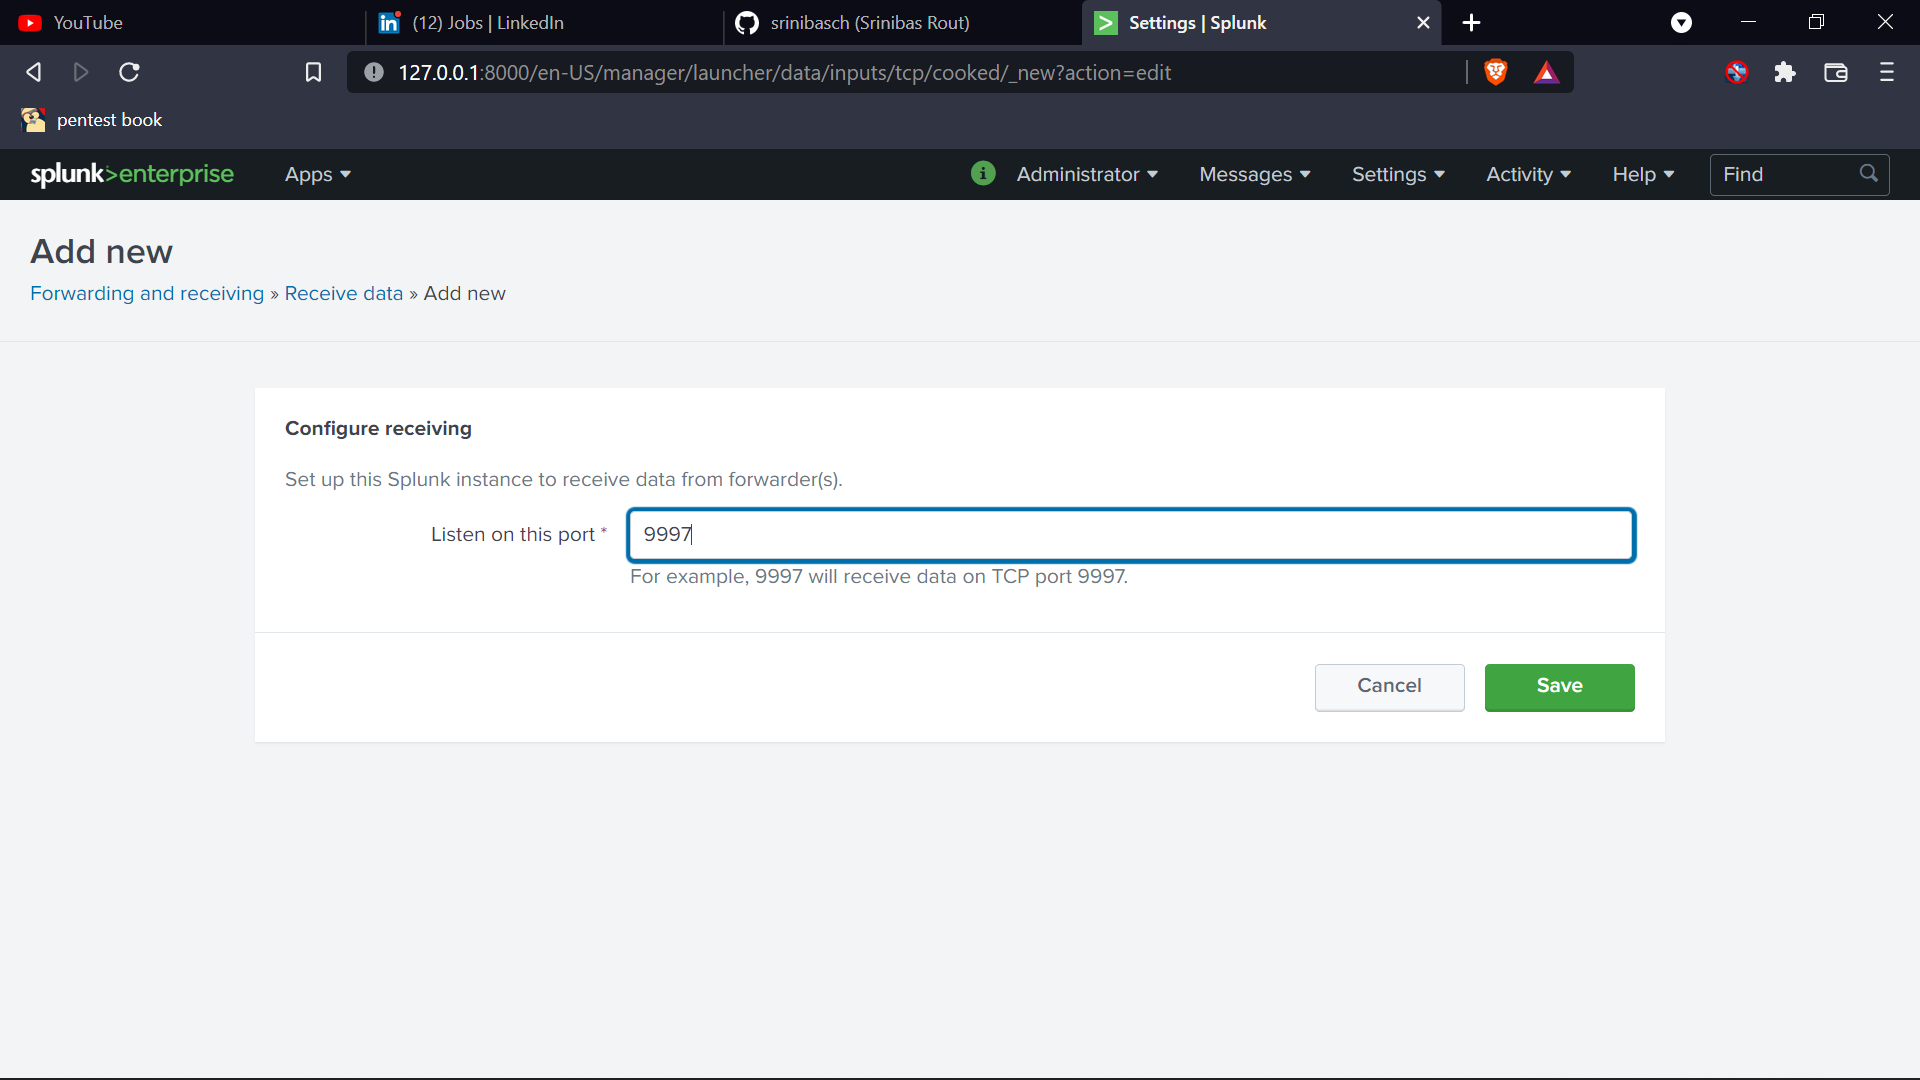 YouTube
(12) Jobs | LinkedIn
srinibasch (Srinibas Rout)
Settings | Splunk
127.0.0.1:8000/en-US/manager/launcher/data/inputs/tcp/cooked/_new?action=edit
pentest book
splunk>enterprise
Apps
Administrator
Messages
Settings
Activity
Help
Find
Add new
Forwarding and receiving » Receive data » Add new
Configure receiving
Set up this Splunk instance to receive data from forwarder(s).
Listen on this port *
9997
For example, 9997 will receive data on TCP port 9997.
Cancel
Save